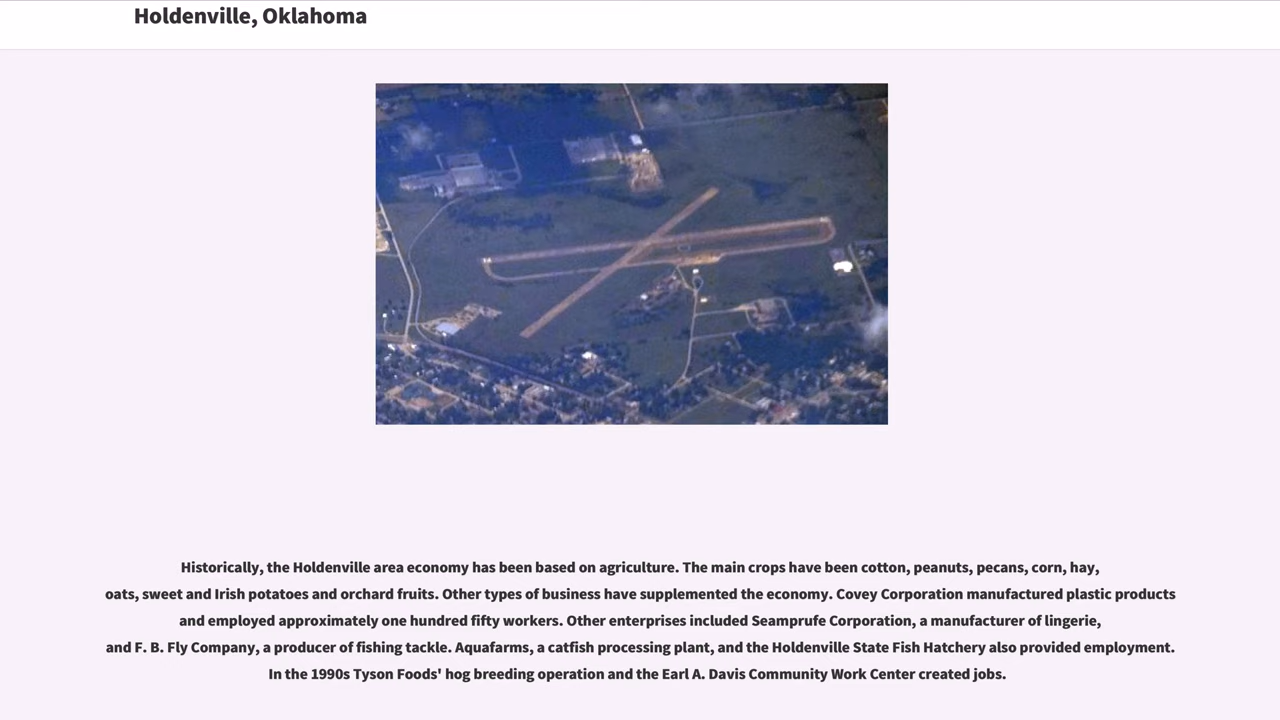 Holdenville, Oklahoma
Historically, the Holdenville area economy has been based on agriculture. The main crops have been cotton, peanuts, pecans, corn, hay,
oats, sweet and Irish potatoes and orchard fruits. Other types of business have supplemented the economy. Covey Corporation manufactured plastic products
and employed approximately one hundred fifty workers. Other enterprises included Seamprufe Corporation, a manufacturer of lingerie,
and F. B. Fly Company, a producer of fishing tackle. Aquafarms, a catfish processing plant, and the Holdenville State Fish Hatchery also provided employment.
In the 1990s Tyson Foods' hog breeding operation and the Earl A. Davis Community Work Center created jobs.